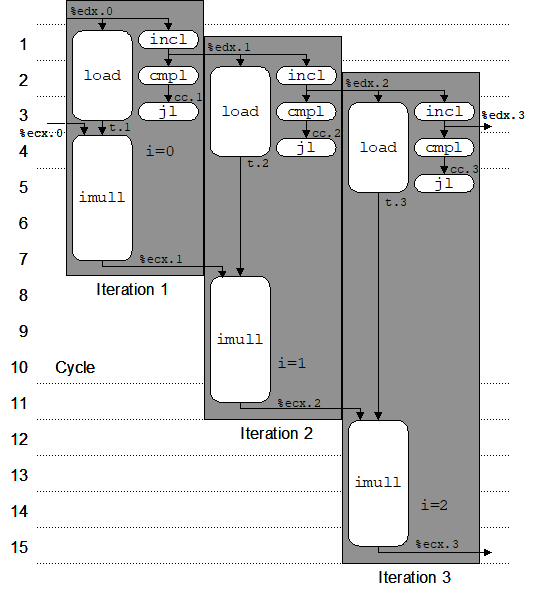 %edx.0
1
incl
%edx.1
2
load
cmpl
incl
%edx.2
cc.1
load
3
jl
cmpl
incl
%edx.3
%ecx.0
t.1
cc.2
4
i=0
jl
load
cmpl
t.2
cc.3
5
imull
jl
t.3
6
7
%ecx.1
8
Iteration 1
9
imull
i=1
10
Cycle
11
%ecx.2
12
Iteration 2
13
imull
14
i=2
15
%ecx.3
Iteration 3